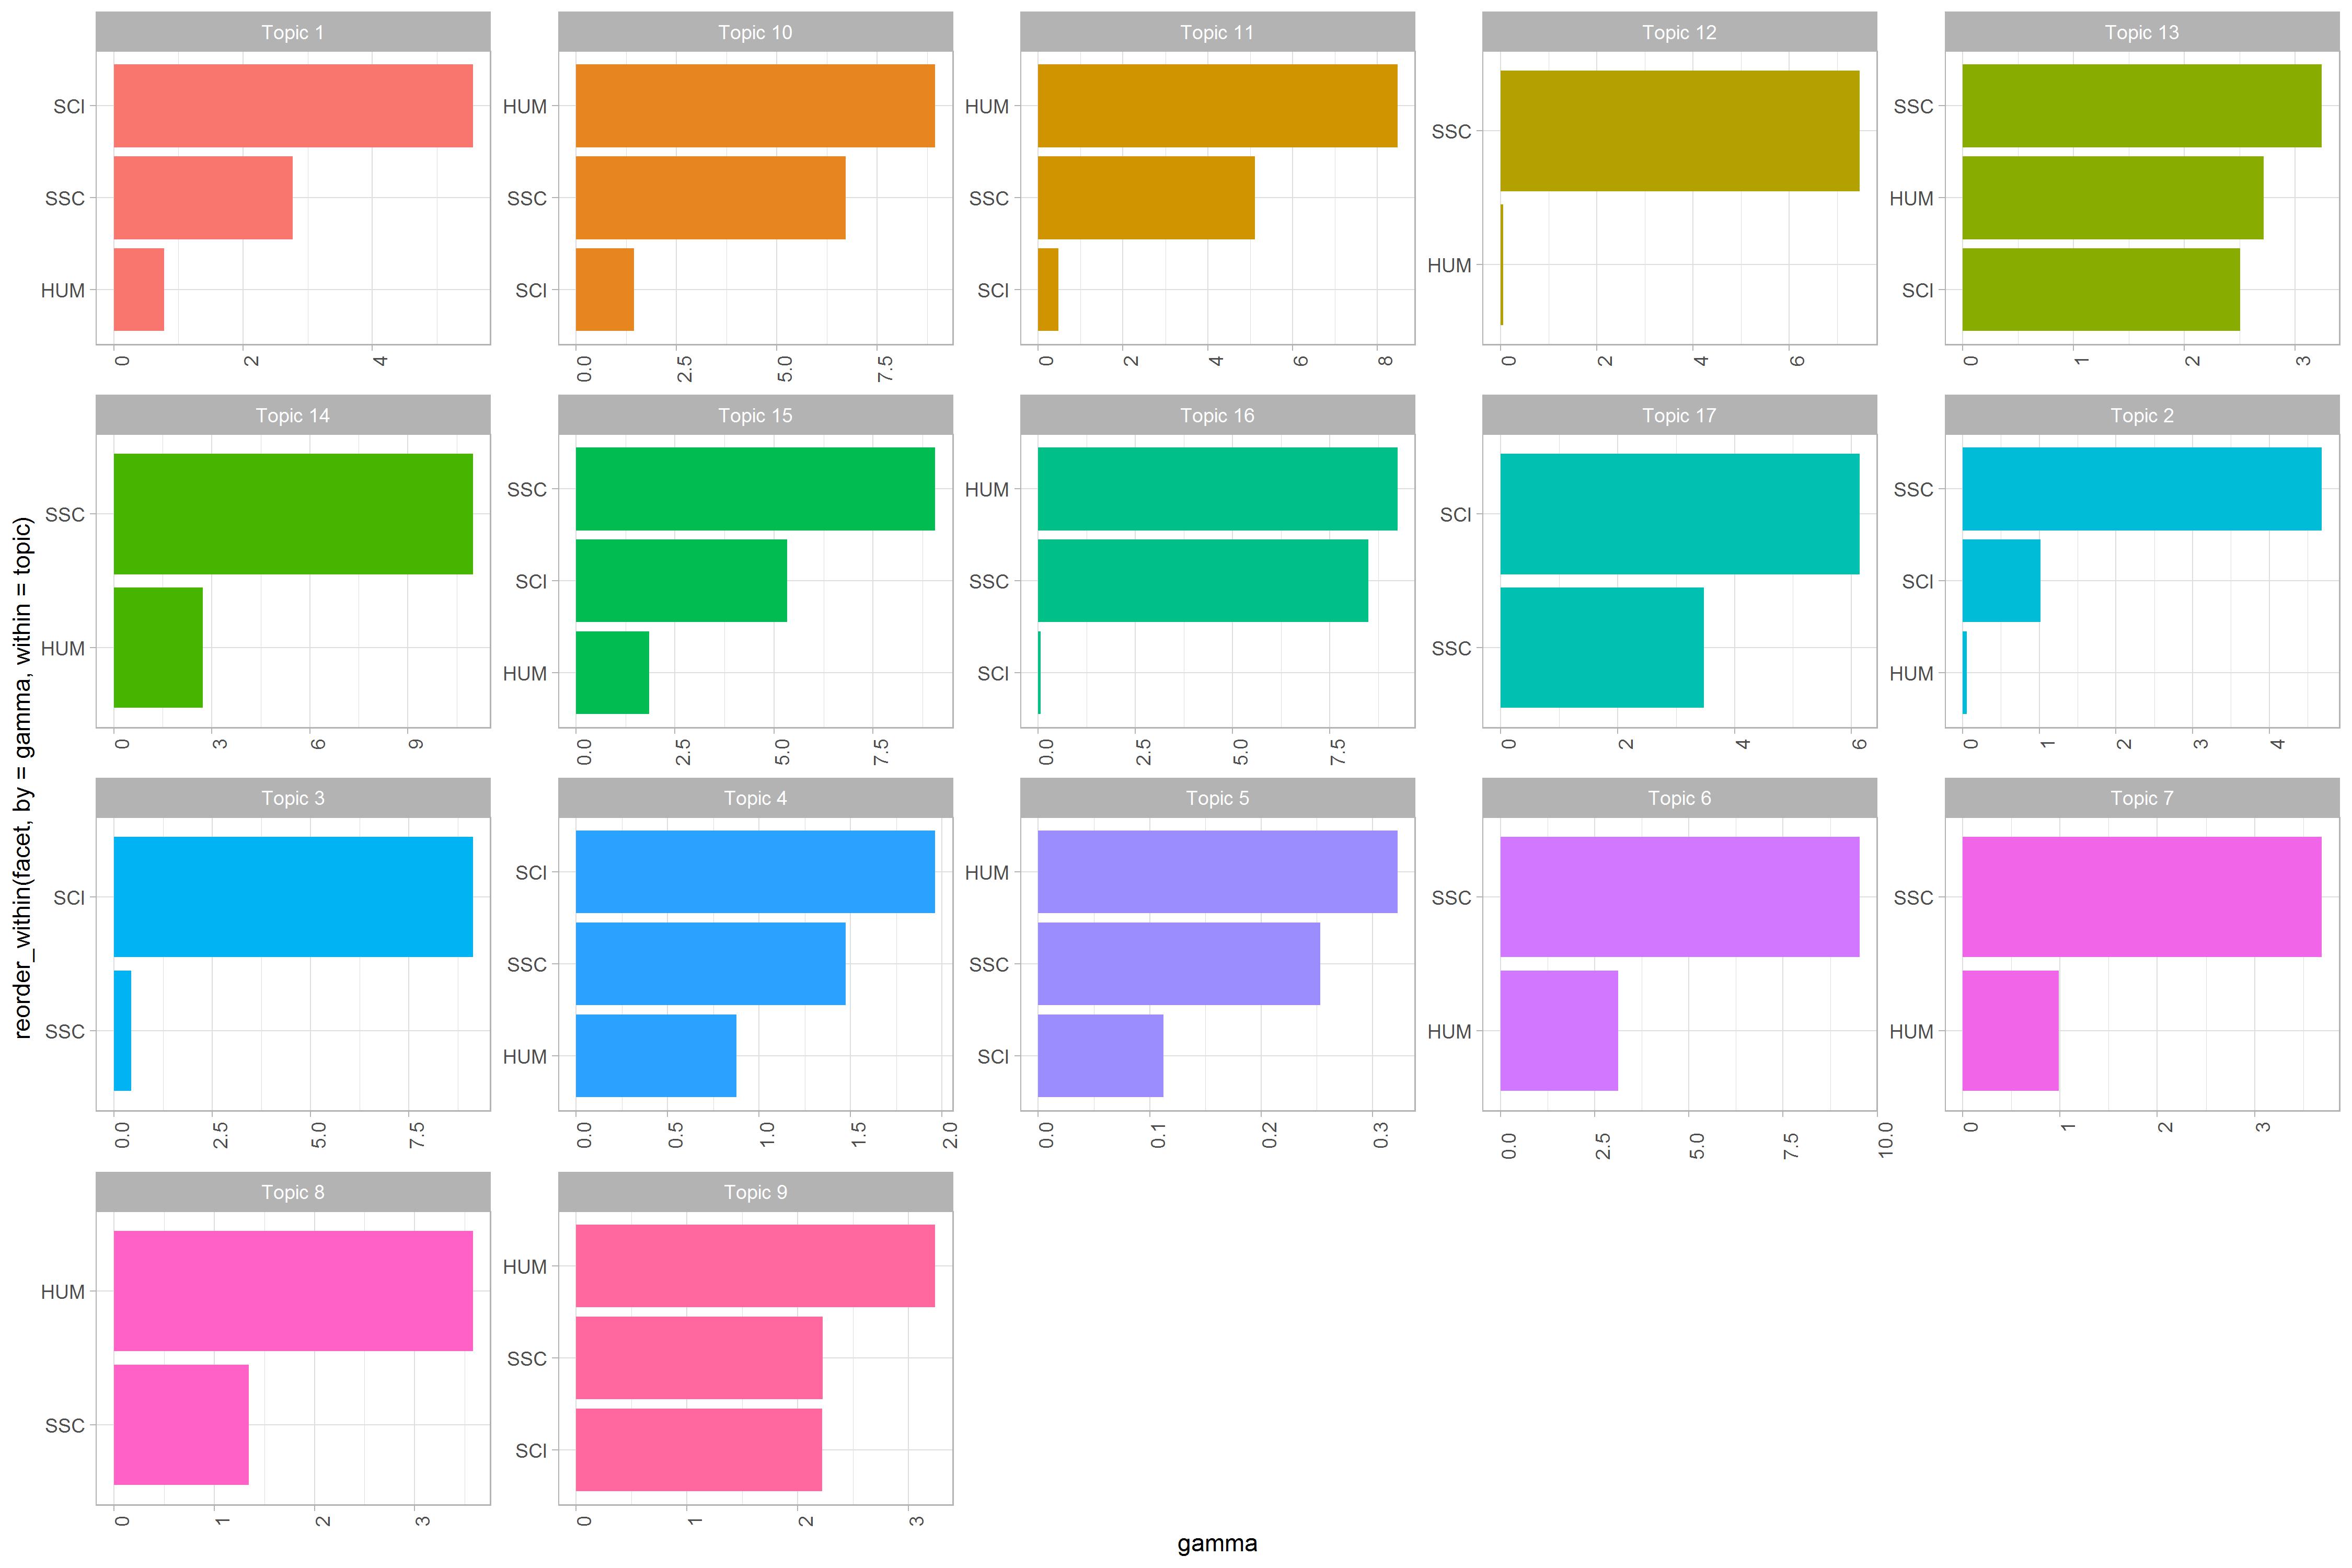 Topic 1
SCI
SSC
HUM
0 2 4
Topic 10
HUM
SSC
SCI
0.0 2.5 5.0 7.5
Topic 11
HUM
SSC
SCI
0 2 4 6 8
Topic 12
SSC
HUM
0 2 4 6
Topic 13
SSC
HUM
SCI
0 1 2 3
Topic 14
SSC
HUM
0 3 6 9
Topic 15
SSC
SCI
HUM
0.0 2.5 5.0 7.5
Topic 16
HUM
SSC
SCI
0.0 2.5 5.0 7.5
Topic 17
SCI
SSC
0 2 4 6
Topic 2
SSC
SCI
HUM
0 1 2 3 4
Topic 3
SCI
SSC
0.0 2.5 5.0 7.5
Topic 4
SCI
SSC
HUM
0.0 0.5 1.0 1.5 2.0
Topic 5
HUM
SSC
SCI
0.0 0.1 0.2 0.3
Topic 6
SSC
HUM
0.0 2.5 5.0 7.5 10.0
Topic 7
SSC
HUM
0 1 2 3
Topic 8
HUM
SSC
0 1 2 3
Topic 9
HUM
SSC
SCI
0 1 2 3
gamma
reorder_within(facet, by = gamma, within = topic)